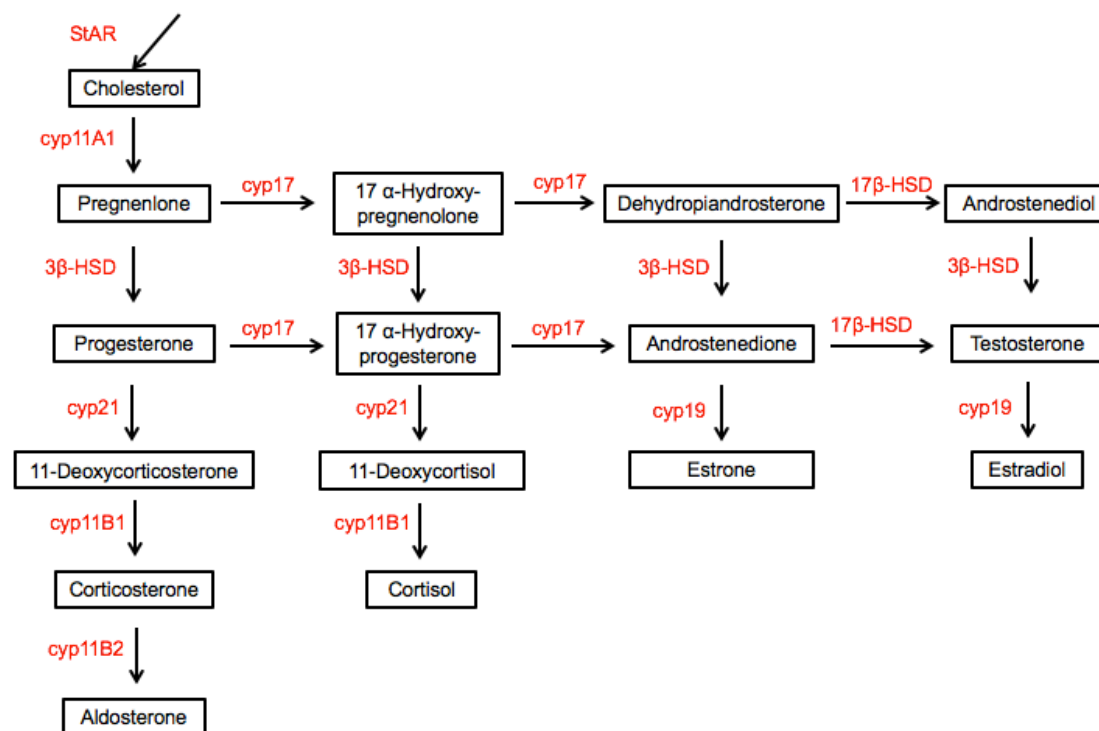 StAR
Cholesterol
cyp11A1
Pregnenlone
cyp17
17 α-Hydroxy-
pregnenolone
cyp17
Dehydropiandrosterone
17β-HSD
Androstenediol
3β-HSD
3β-HSD
3β-HSD
3β-HSD
Progesterone
cyp17
17 α-Hydroxy-
progesterone
cyp17
Androstenedione
17β-HSD
Testosterone
cyp21
cyp21
cyp19
cyp19
11-Deoxycorticosterone
11-Deoxycortisol
Estrone
Estradiol
cyp11B1
cyp11B1
Corticosterone
Cortisol
cyp11B2
Aldosterone